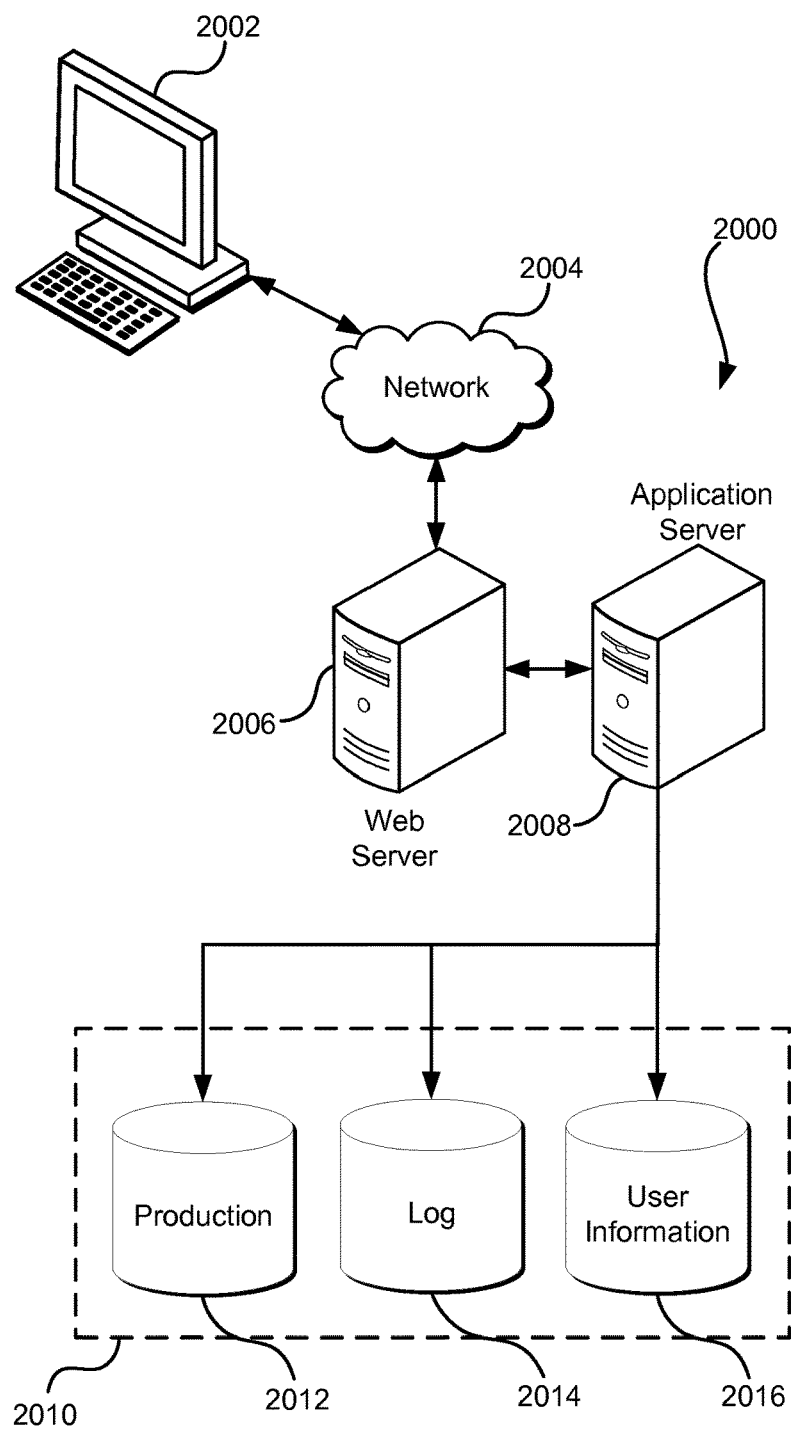 2002
2000
2004
Network
Application
Server
2006
Web
Server
2008
Production
Log
User
Information
2010
2012
2014
2016